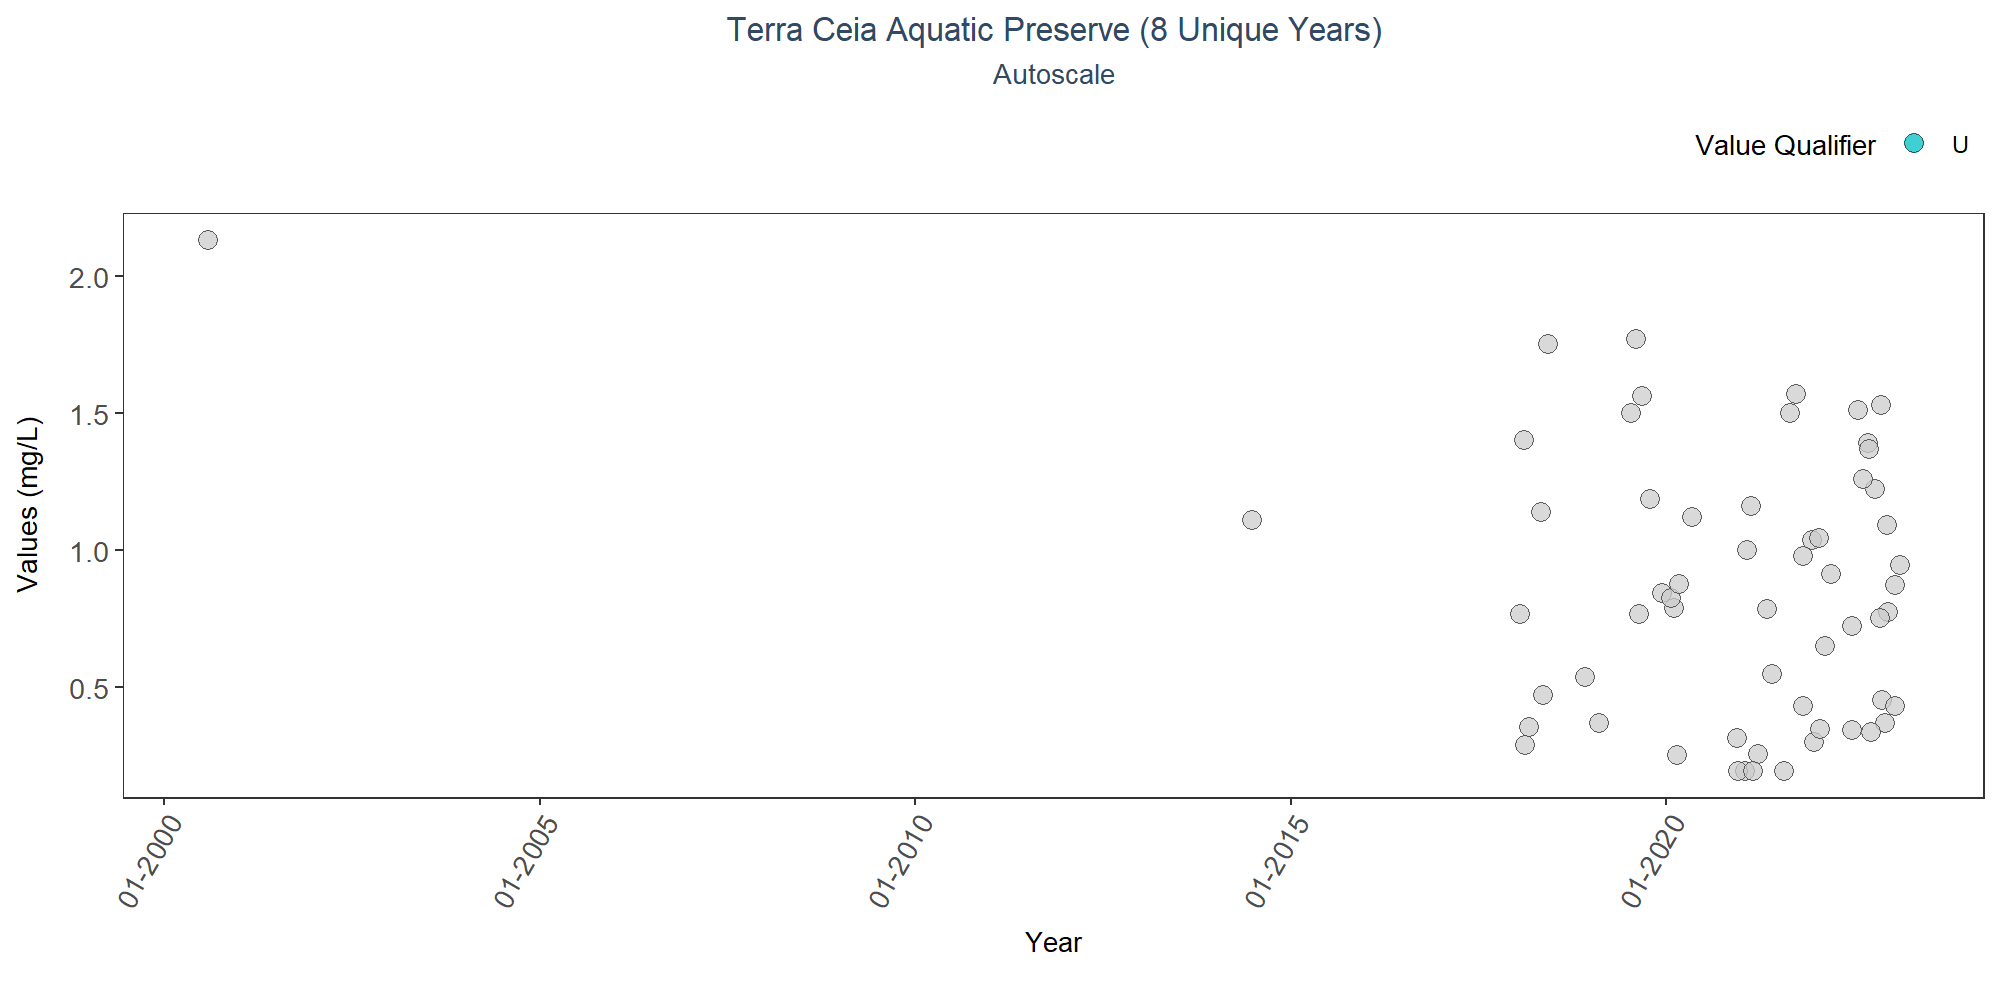 Terra Ceia Aquatic Preserve (8 Unique Years)
Autoscale
Value Qualifier U
Values (mg/L)
2.0
1.5
1.0
0.5
01-2000 01-2005 01-2010 01-2015 01-2020
Year